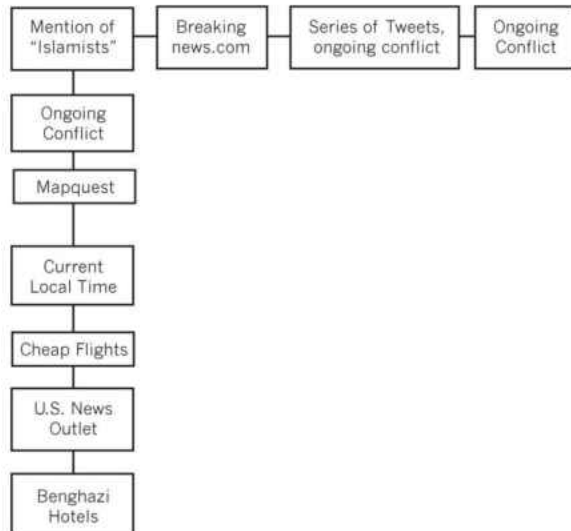 Mention of
“Islamists”
Breaking
news.com
Series of Tweets,
ongoing conflict
Ongoing
Conflict
Ongoing
Conflict
Mapquest
Current
Local Time
Cheap Flights
U.S. News
Outlet
Benghazi
Hotels